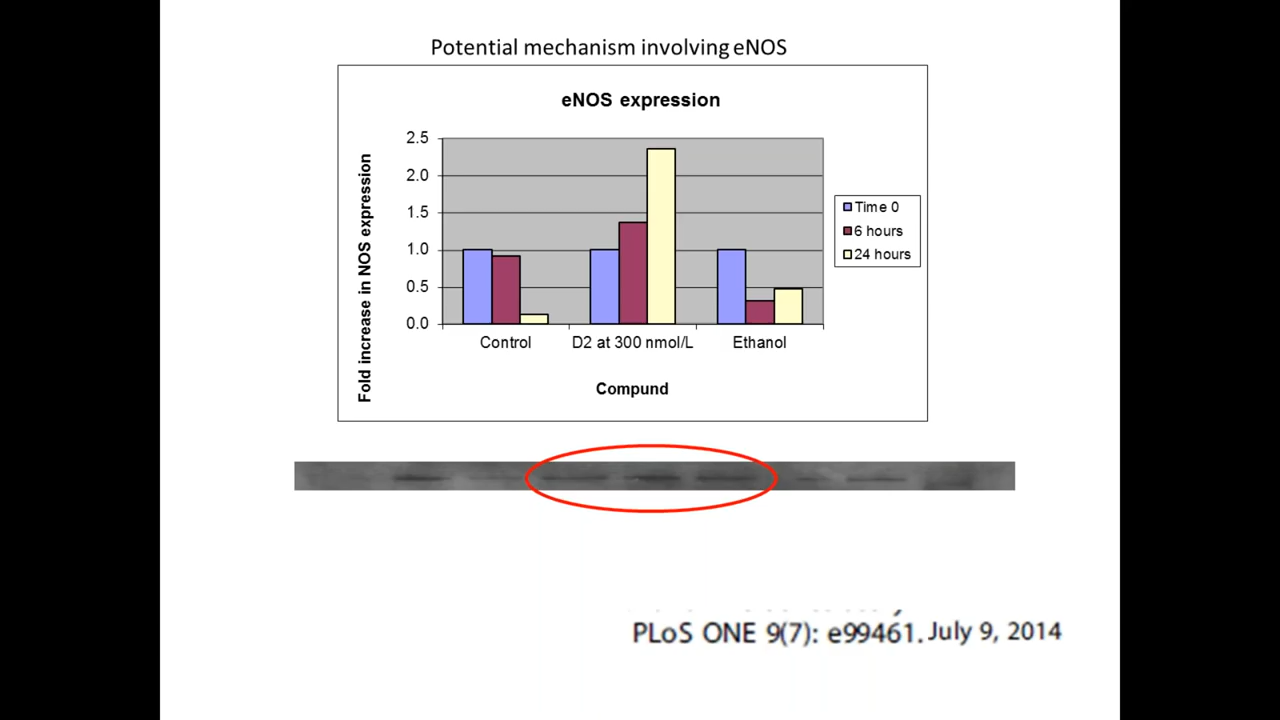 Potential mechanism involving eNOS
eNOS expression
Fold increase in NOS expression
2.5
2.0
1.5
1.0
0.5
0.0
Control
D2 at 300 nmol/L
Ethanol
Compund
Time 0
6 hours
24 hours
PLoS ONE 9(7): e99461. July 9, 2014